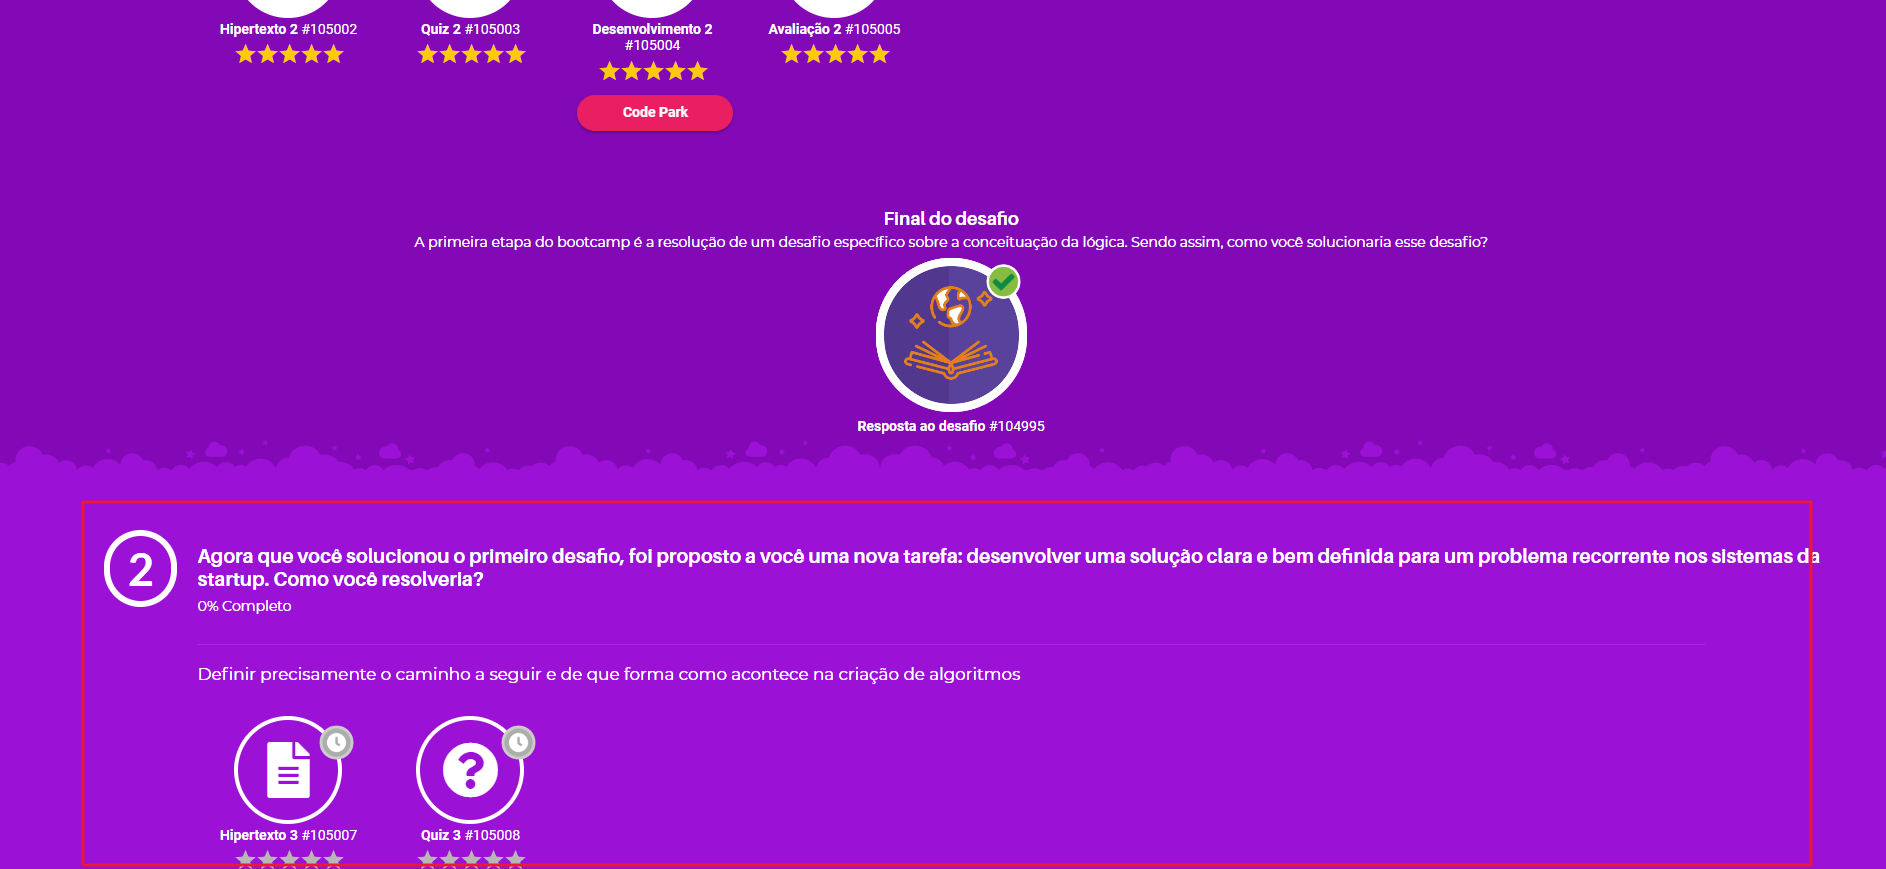 Hipertexto 2 #105002
Quiz 2 #105003
Desenvolvimento 2
#105004
Avaliação 2 #105005
Code Park
Final do desafio
A primeira etapa do bootcamp é a resolução de um desafio específico sobre a conceituação da lógica. Sendo assim, como você solucionaria esse desafio?
Resposta ao desafio #104995
2
Agora que você solucionou o primeiro desafio, foi proposto a você uma nova tarefa: desenvolver uma solução clara e bem definida para um problema recorrente nos sistemas da
startup. Como você resolveria?
0% Completo
Definir precisamente o caminho a seguir e de que forma como acontece na criação de algoritmos
Hipertexto 3 #105007
Quiz 3 #105008